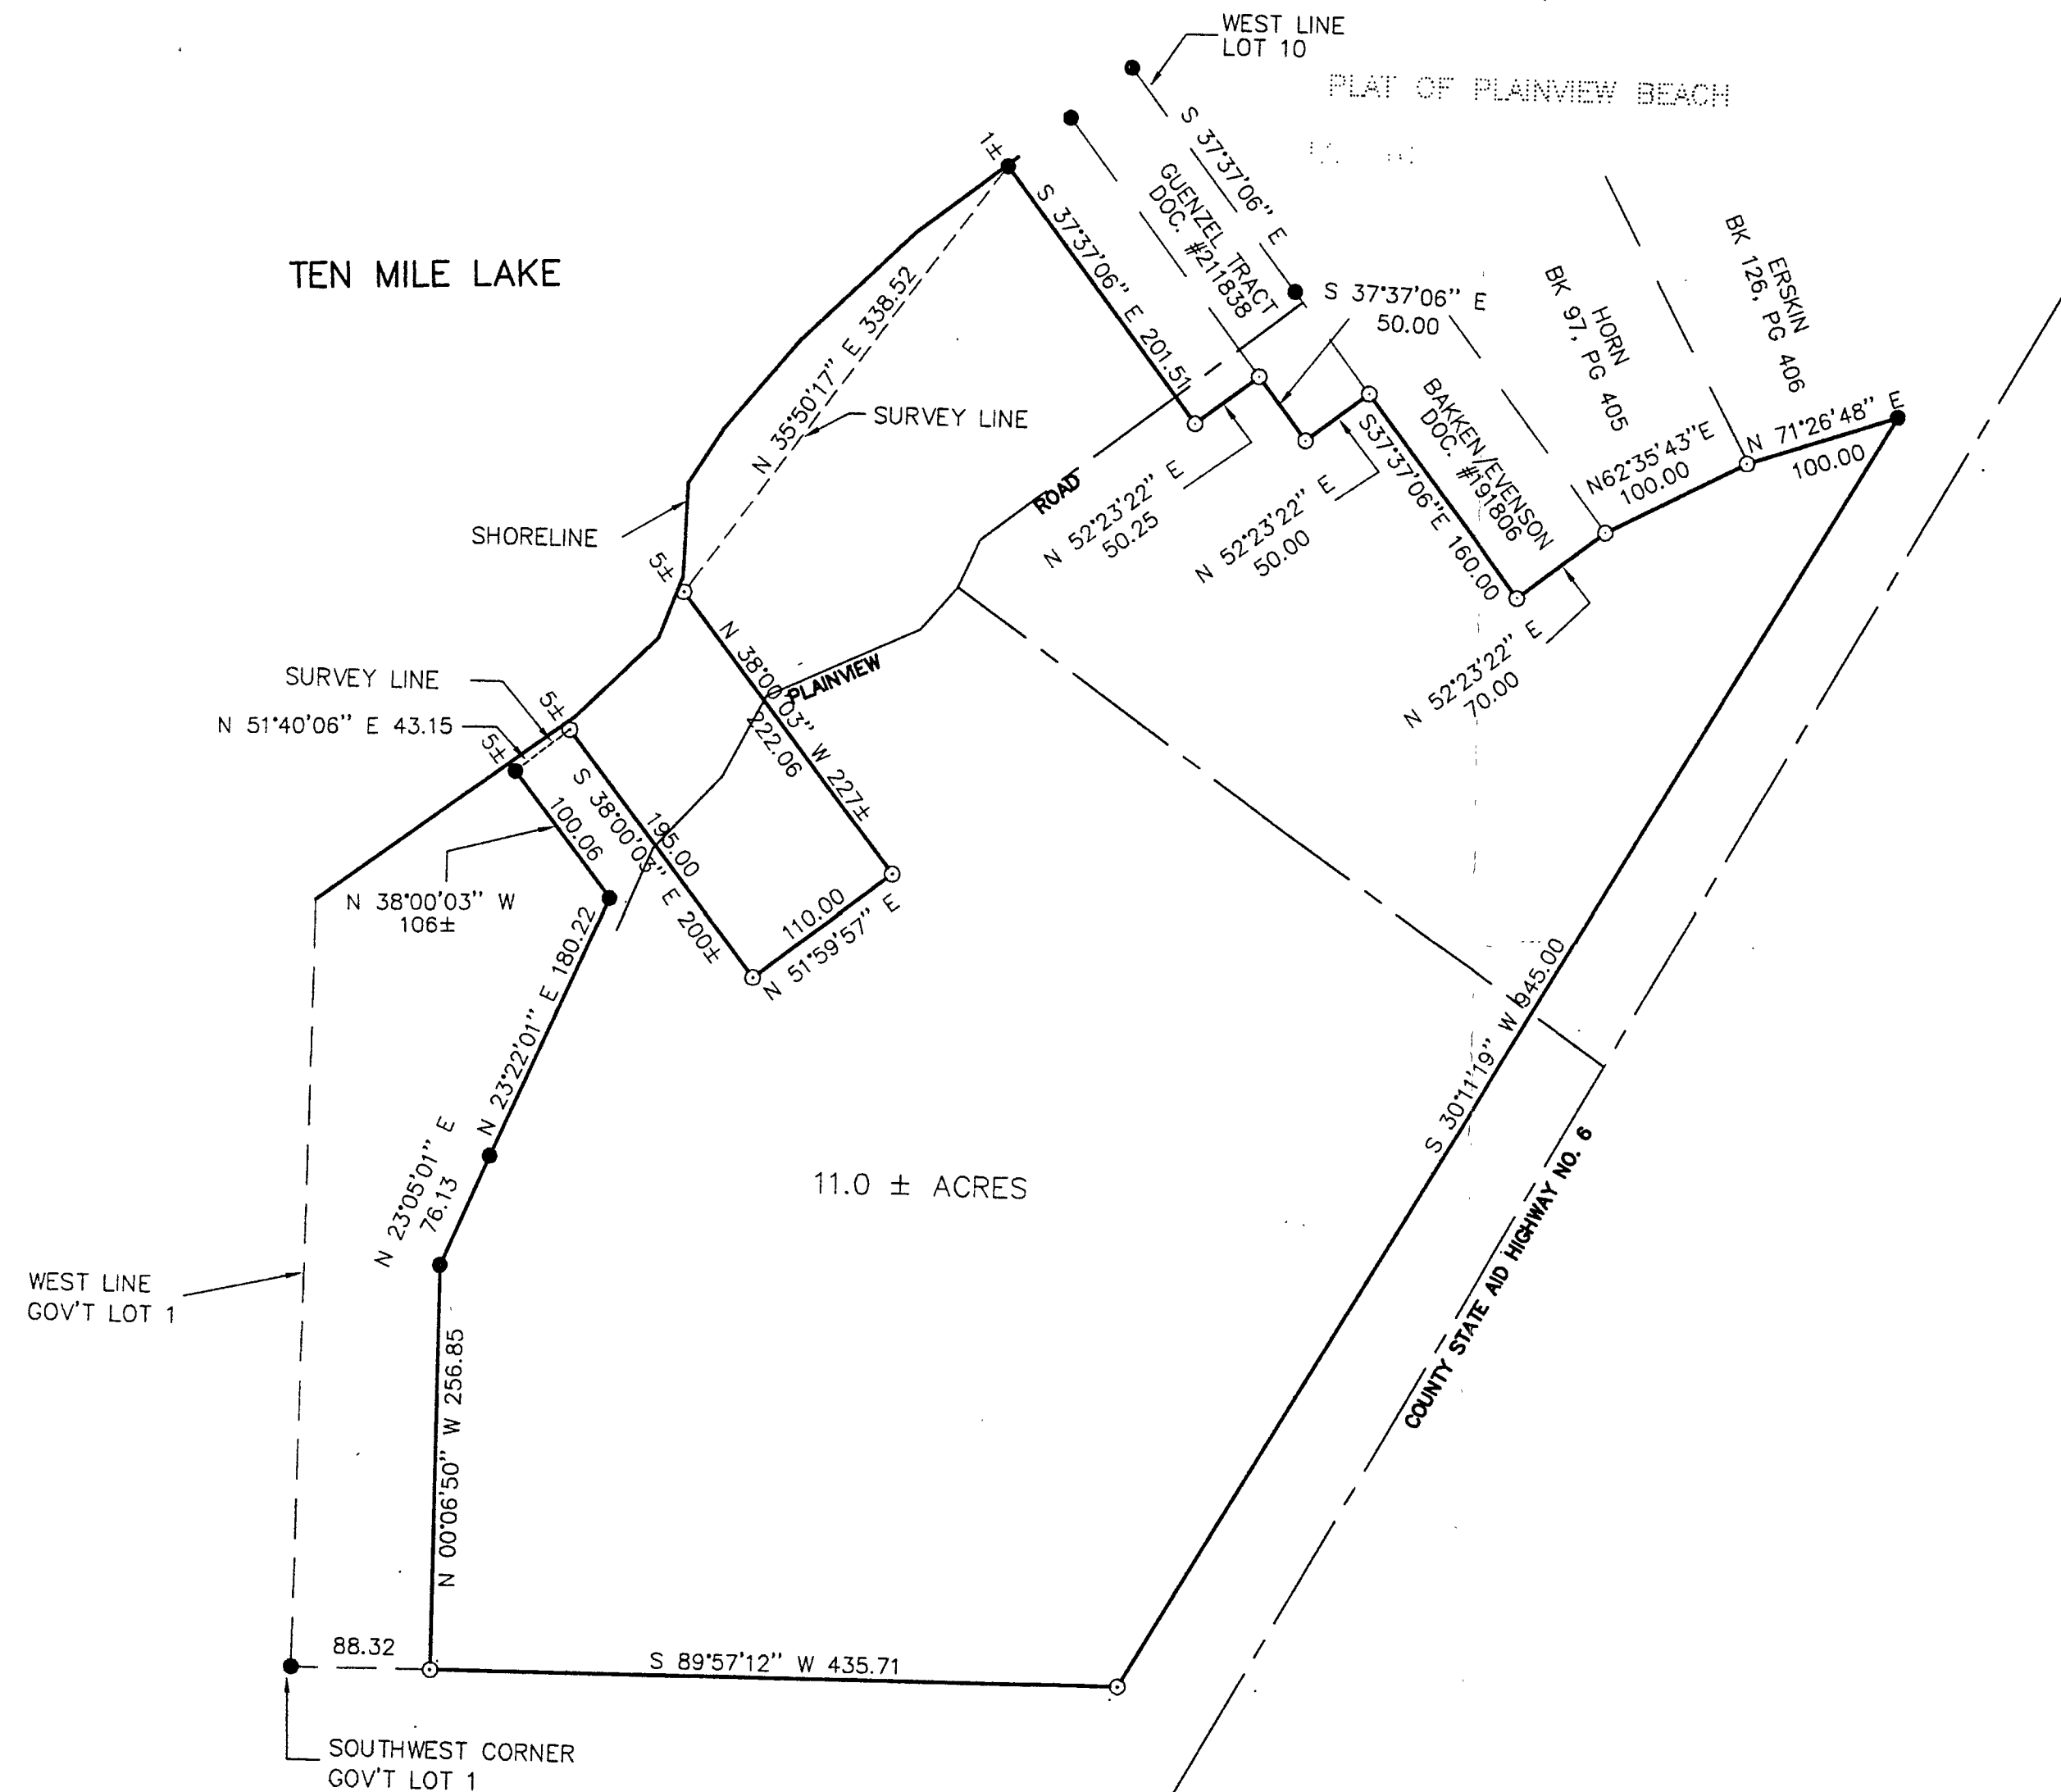 WEST LINE
LOT 10
PLAT OF PLAINVIEW BEACH
S 37°37'06" E
1±
GUENZEL TRACT
DOC. #211838
S 37°37'06" E 201.51
TEN MILE LAKE
N 35°50'17" E 338.52
SURVEY LINE
S 37°37'06" E
50.00
BK 126, PG 406
ERSKIN
BK 97, PG 405
HORN
BAKKEN/EVENSON
DOC. #191806
N 71°26'48" E
100.00
N62°35'43"E
100.00
S37°37'06"E 160.00
N 52°23'22" E
50.25
N 52°23'22" E
50.00
N 52°23'22" E
70.00
ROAD
SHORELINE
5±
N 38°00'03" W 227±
222.06
PLAINVIEW
SURVEY LINE
N 51°40'06" E 43.15
5±
5±
100.06
N 38°00'03" W
106±
195.00
S 38°00'03" E 200±
110.00
N 51°59'57" E
N 23°22'01" E 180.22
N 23°05'01" E
76.13
S 30°11'19" W 945.00
COUNTY STATE AID HIGHWAY NO. 6
11.0 ± ACRES
WEST LINE
GOV'T LOT 1
N 00°06'50" W 256.85
88.32
S 89°57'12" W 435.71
SOUTHWEST CORNER
GOV'T LOT 1